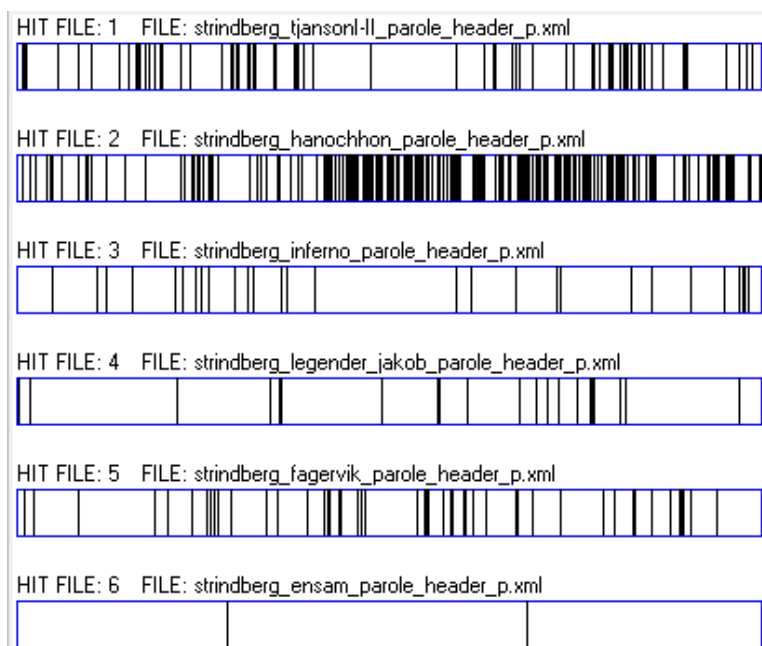 HIT FILE: 1 FILE: strindberg_tjansonI-II_parole_header_p.xml
HIT FILE: 2 FILE: strindberg_hanochhon_parole_header_p.xml
HIT FILE: 3 FILE: strindberg_inferno_parole_header_p.xml
HIT FILE: 4 FILE: strindberg_legender_jakob_parole_header_p.xml
HIT FILE: 5 FILE: strindberg_fagervik_parole_header_p.xml
HIT FILE: 6 FILE: strindberg_ensam_parole_header_p.xml